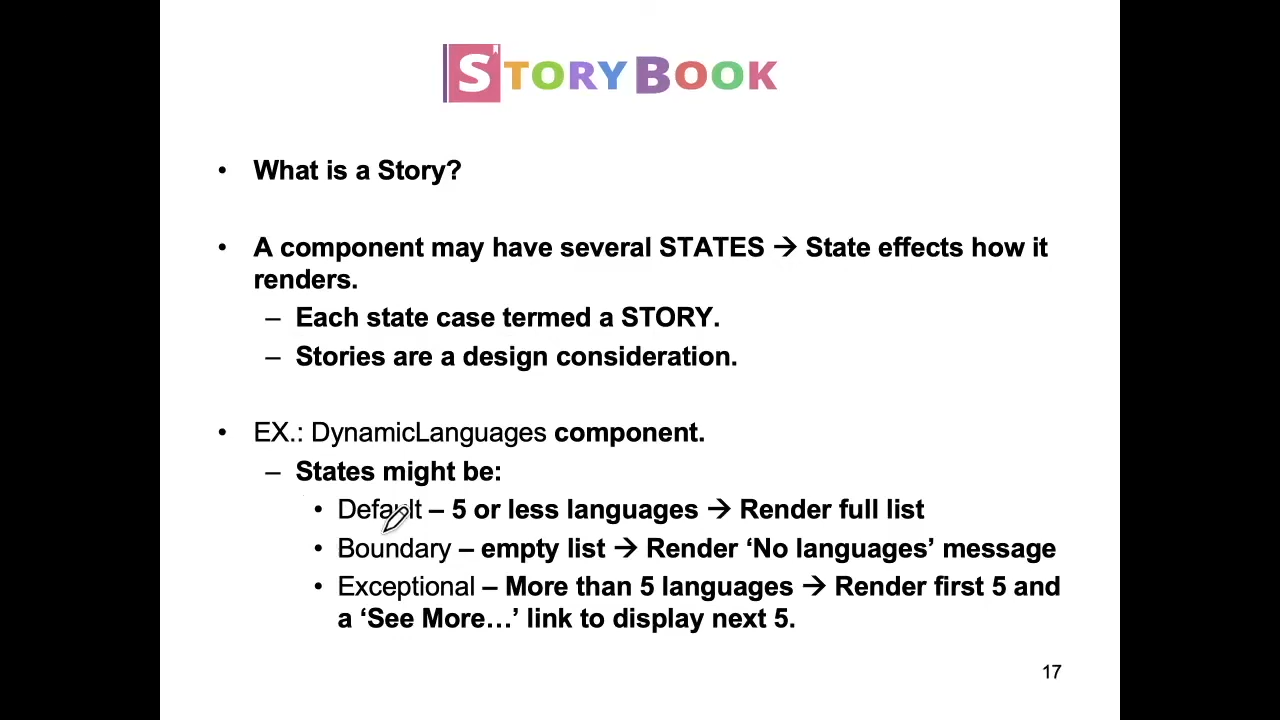 STORYBOOK
• What is a Story?
• A component may have several STATES → State effects how it
renders.
– Each state case termed a STORY.
– Stories are a design consideration.
• EX.: DynamicLanguages component.
– States might be:
• Default – 5 or less languages → Render full list
• Boundary – empty list → Render ‘No languages’ message
• Exceptional – More than 5 languages → Render first 5 and
a ‘See More…’ link to display next 5.
17